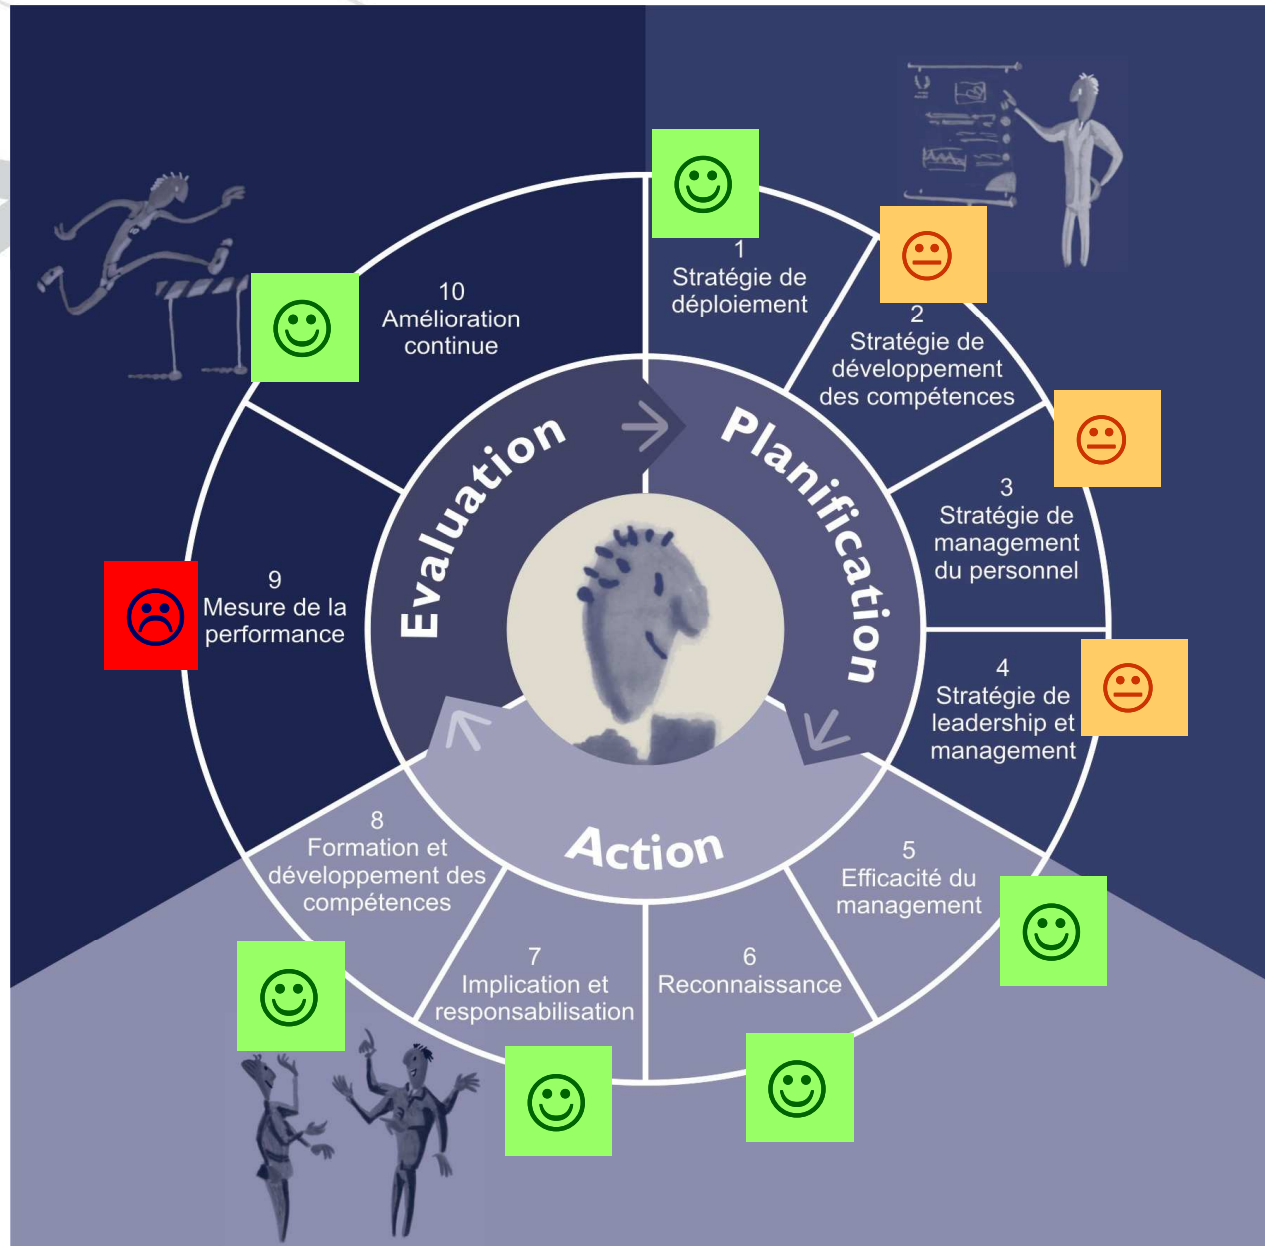 1
Stratégie de
déploiement
2
Stratégie de
développement
des compétences
3
Stratégie de
management
du personnel
4
Stratégie de
leadership et
management
5
Efficacité du
management
6
Reconnaissance
7
Implication et
responsabilisation
8
Formation et
développement des
compétences
9
Mesure de la
performance
10
Amélioration
continue
Evaluation
Planification
Action